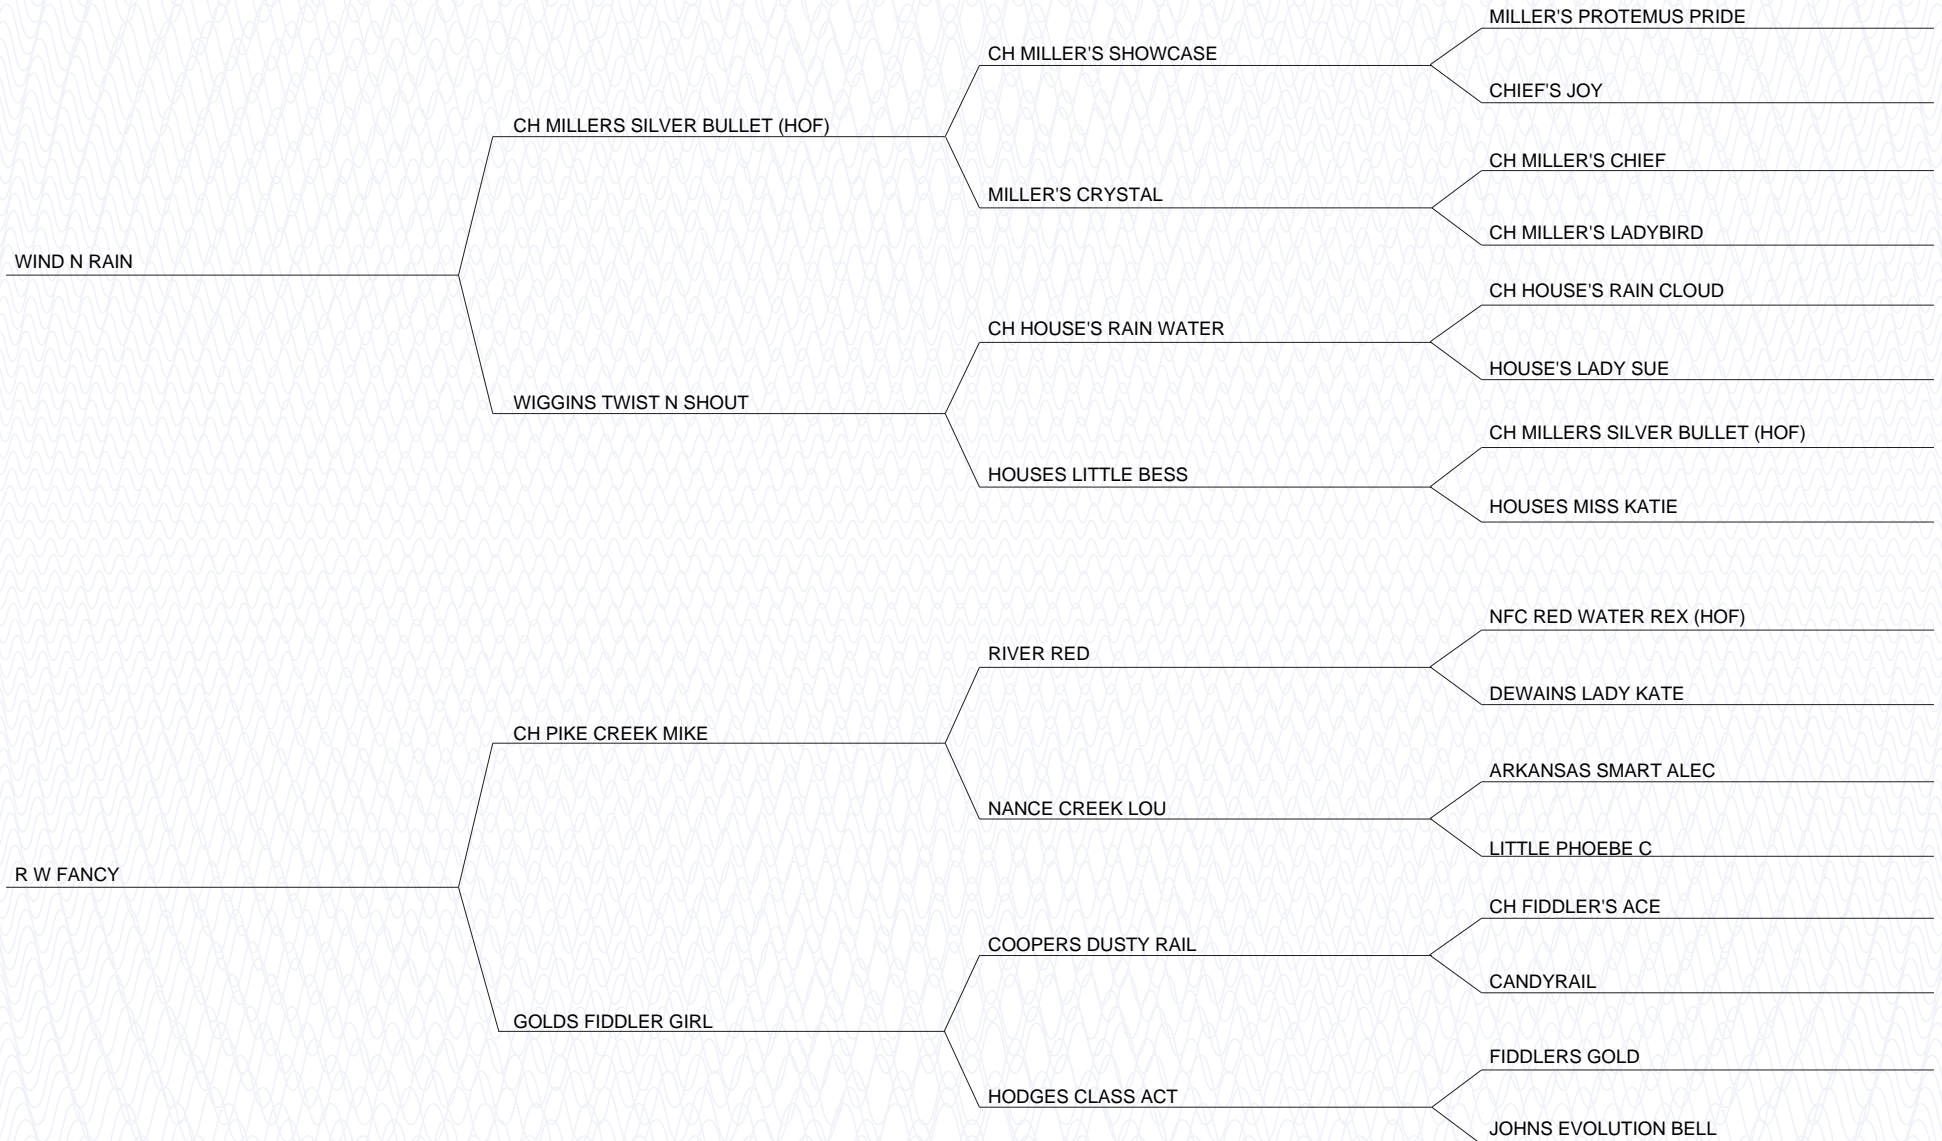 MILLER'S PROTEMUS PRIDE
CH MILLER'S SHOWCASE
CHIEF'S JOY
CH MILLERS SILVER BULLET (HOF)
CH MILLER'S CHIEF
MILLER'S CRYSTAL
CH MILLER'S LADYBIRD
WIND N RAIN
CH HOUSE'S RAIN CLOUD
CH HOUSE'S RAIN WATER
HOUSE'S LADY SUE
WIGGINS TWIST N SHOUT
CH MILLERS SILVER BULLET (HOF)
HOUSES LITTLE BESS
HOUSES MISS KATIE
NFC RED WATER REX (HOF)
RIVER RED
DEWAINS LADY KATE
CH PIKE CREEK MIKE
ARKANSAS SMART ALEC
NANCE CREEK LOU
LITTLE PHOEBE C
R W FANCY
CH FIDDLER'S ACE
COOPERS DUSTY RAIL
CANDYRAIL
GOLDS FIDDLER GIRL
FIDDLERS GOLD
HODGES CLASS ACT
JOHNS EVOLUTION BELL